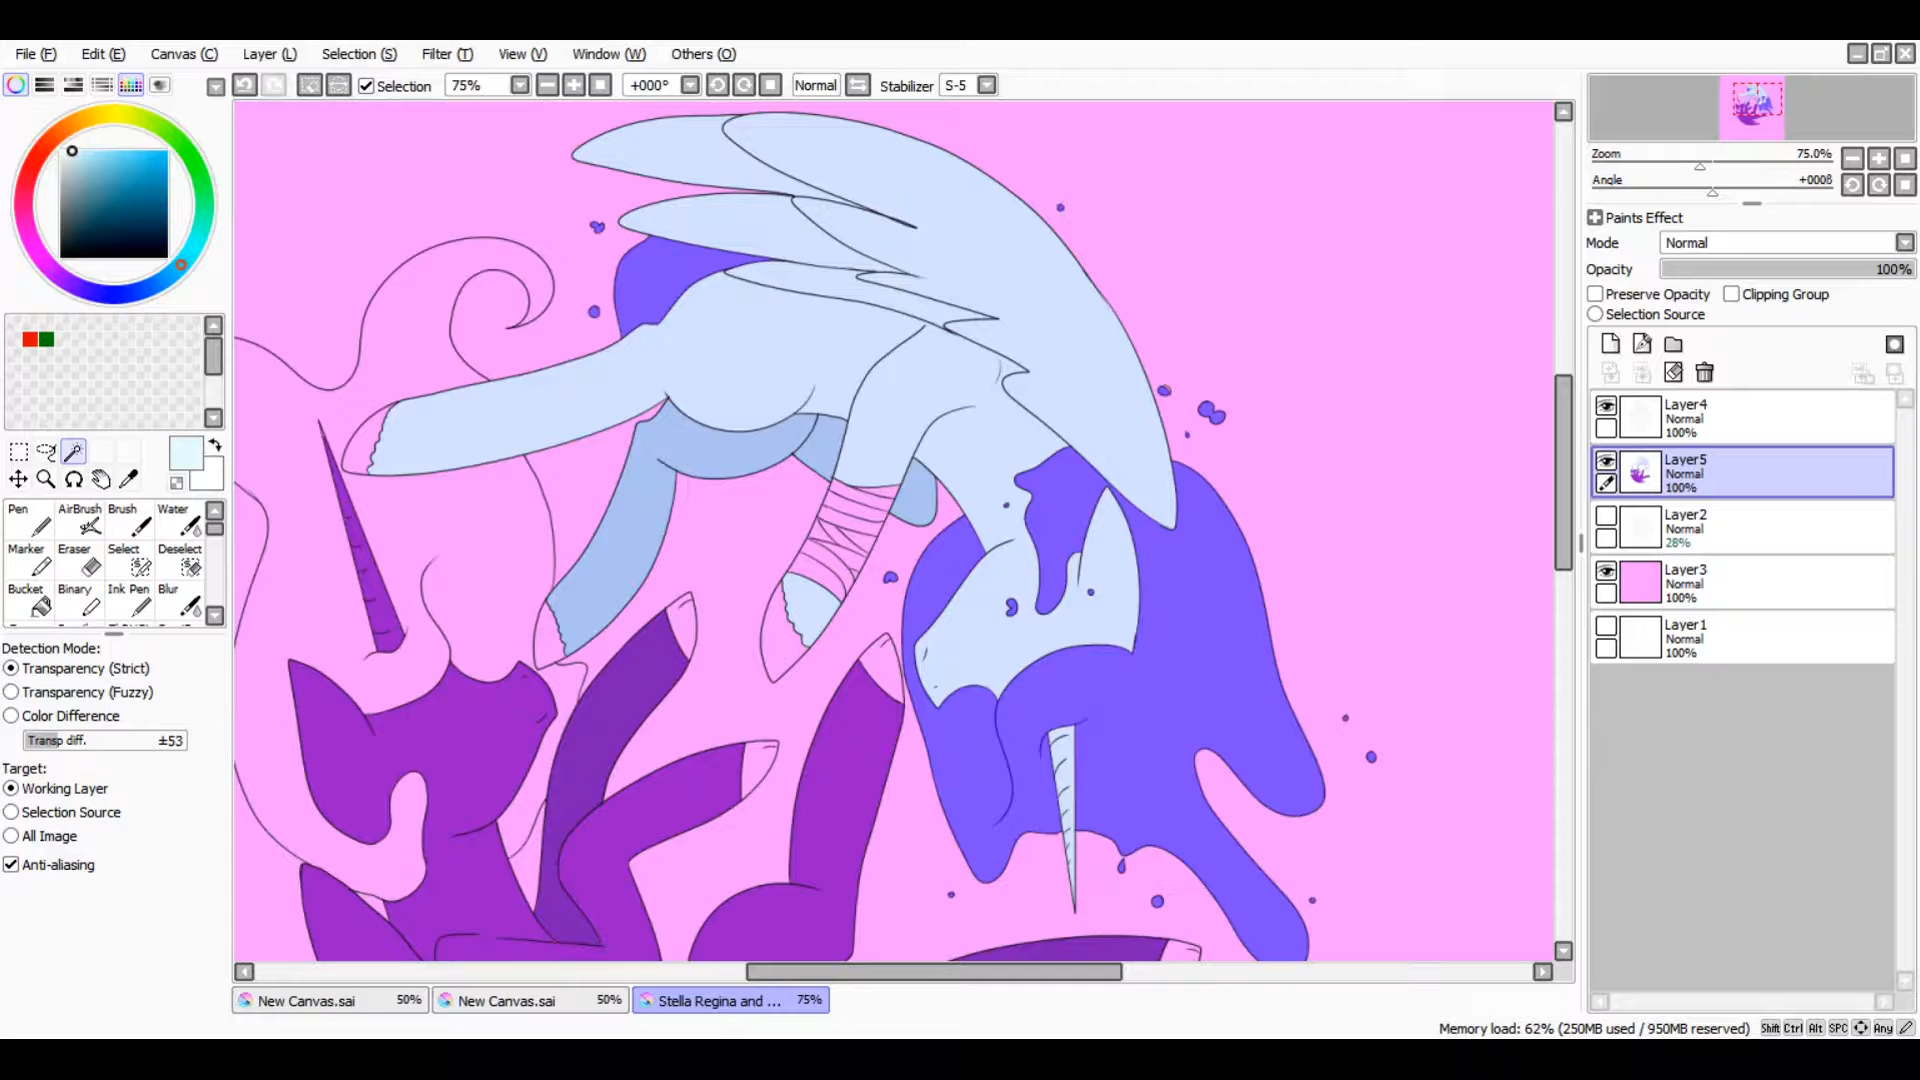 File (F) Edit (E) Canvas (C) Layer (L) Selection (S) Filter (T) View (V) Window (W) Others (O)
Selection 75% +000° Normal Stabilizer S-5
Zoom 75.0%
Angle +000ß
Paints Effect
Mode Normal
Opacity 100%
Preserve Opacity Clipping Group
Selection Source
Layer4
Normal
100%
Layer5
Normal
100%
Layer2
Normal
28%
Layer3
Normal
100%
Layer1
Normal
100%
Pen AirBrush Brush Water
Marker Eraser Select Deselect
Bucket Binary Ink Pen Blur
Detection Mode:
Transparency (Strict)
Transparency (Fuzzy)
Color Difference
Transp diff. ±53
Target:
Working Layer
Selection Source
All Image
Anti-aliasing
New Canvas.sai 50% New Canvas.sai 50% Stella Regina and ... 75%
Memory load: 62% (250MB used / 950MB reserved) Shift Ctrl Alt SPC Any